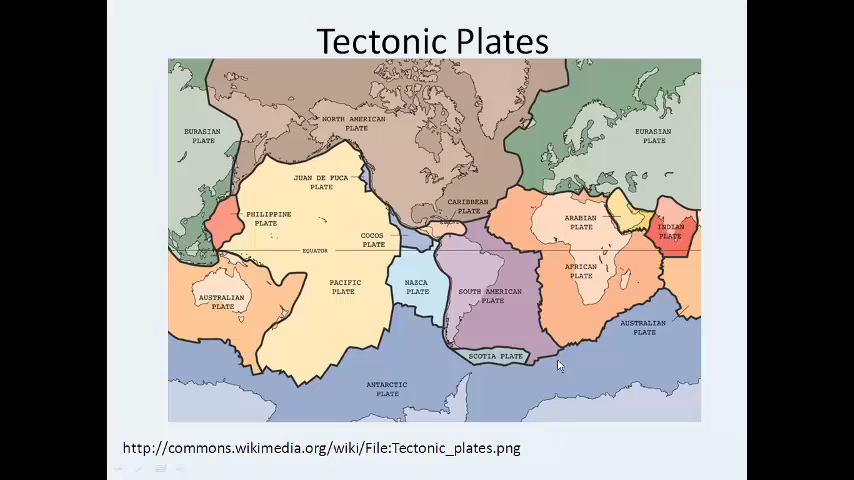 Tectonic Plates
EURASIAN
PLATE
NORTH AMERICAN
PLATE
EURASIAN
PLATE
JUAN DE FUCA
PLATE
CARIBBEAN
PLATE
PHILIPPINE
PLATE
ARABIAN
PLATE
INDIAN
PLATE
COCOS
PLATE
EQUATOR
AFRICAN
PLATE
PACIFIC
PLATE
NAZCA
PLATE
SOUTH AMERICAN
PLATE
AUSTRALIAN
PLATE
AUSTRALIAN
PLATE
SCOTIA PLATE
ANTARCTIC
PLATE
http://commons.wikimedia.org/wiki/File:Tectonic_plates.png